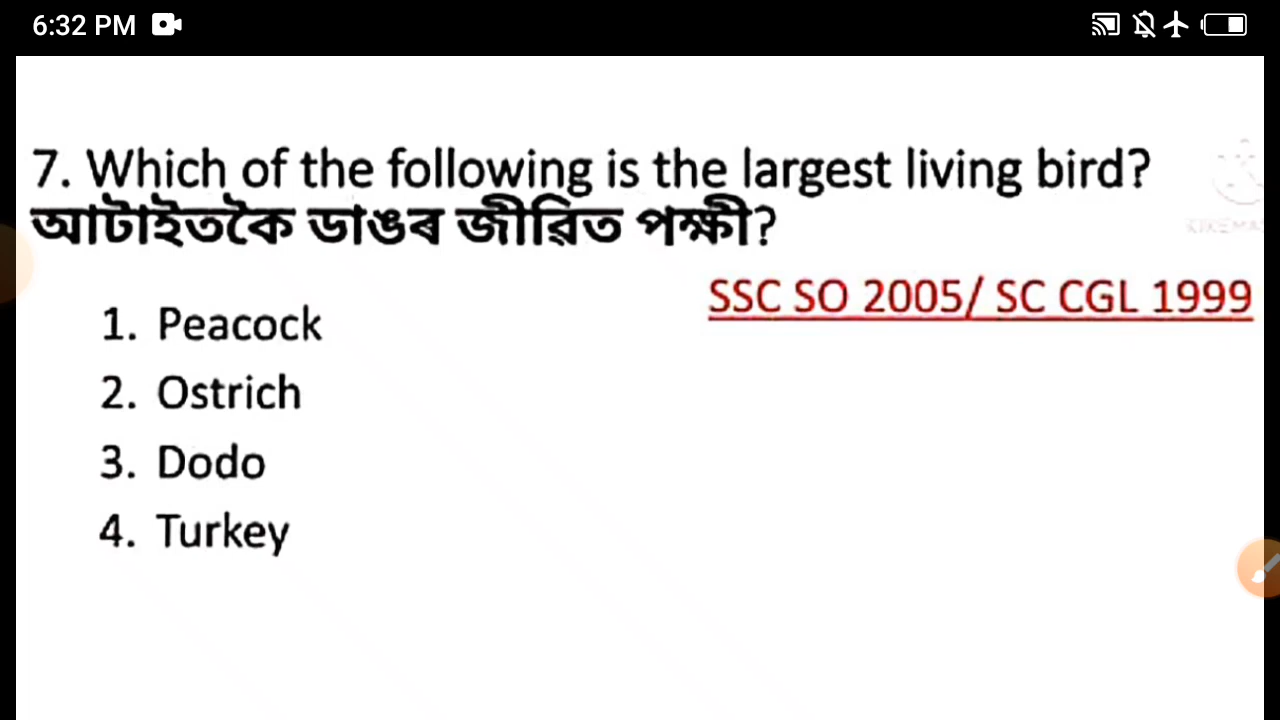 6:32 PM
7. Which of the following is the largest living bird?
আটাইতকৈ ডাঙৰ জীৱিত পক্ষী?
SSC SO 2005/ SC CGL 1999
1. Peacock
2. Ostrich
3. Dodo
4. Turkey